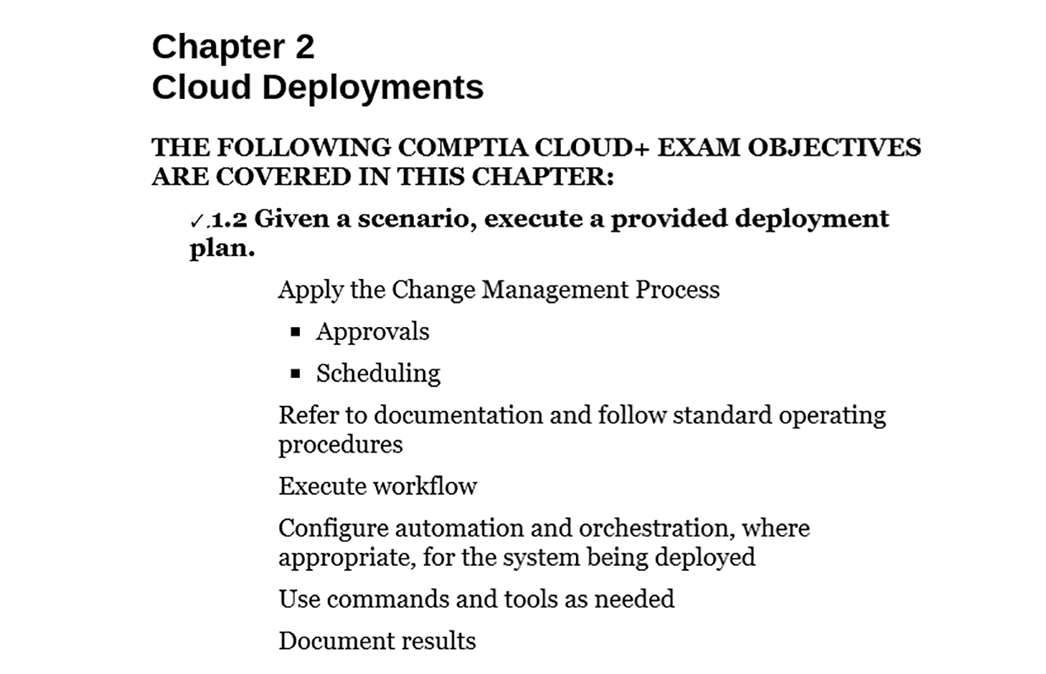 Chapter 2
Cloud Deployments
THE FOLLOWING COMPTIA CLOUD+ EXAM OBJECTIVES
ARE COVERED IN THIS CHAPTER:
✓.1.2 Given a scenario, execute a provided deployment
plan.
Apply the Change Management Process
▪ Approvals
▪ Scheduling
Refer to documentation and follow standard operating
procedures
Execute workflow
Configure automation and orchestration, where
appropriate, for the system being deployed
Use commands and tools as needed
Document results